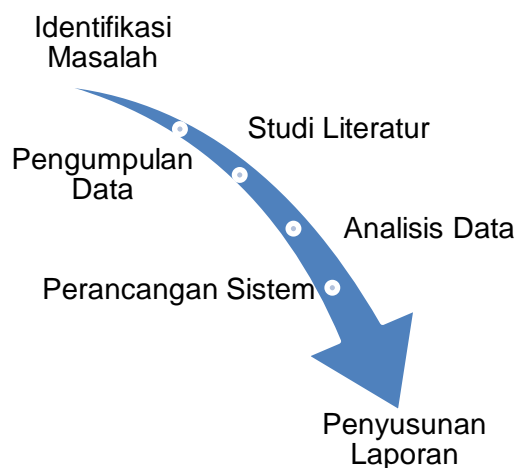 Identifikasi
Masalah
Studi Literatur
Pengumpulan
Data
Analisis Data
Perancangan Sistem
Penyusunan
Laporan